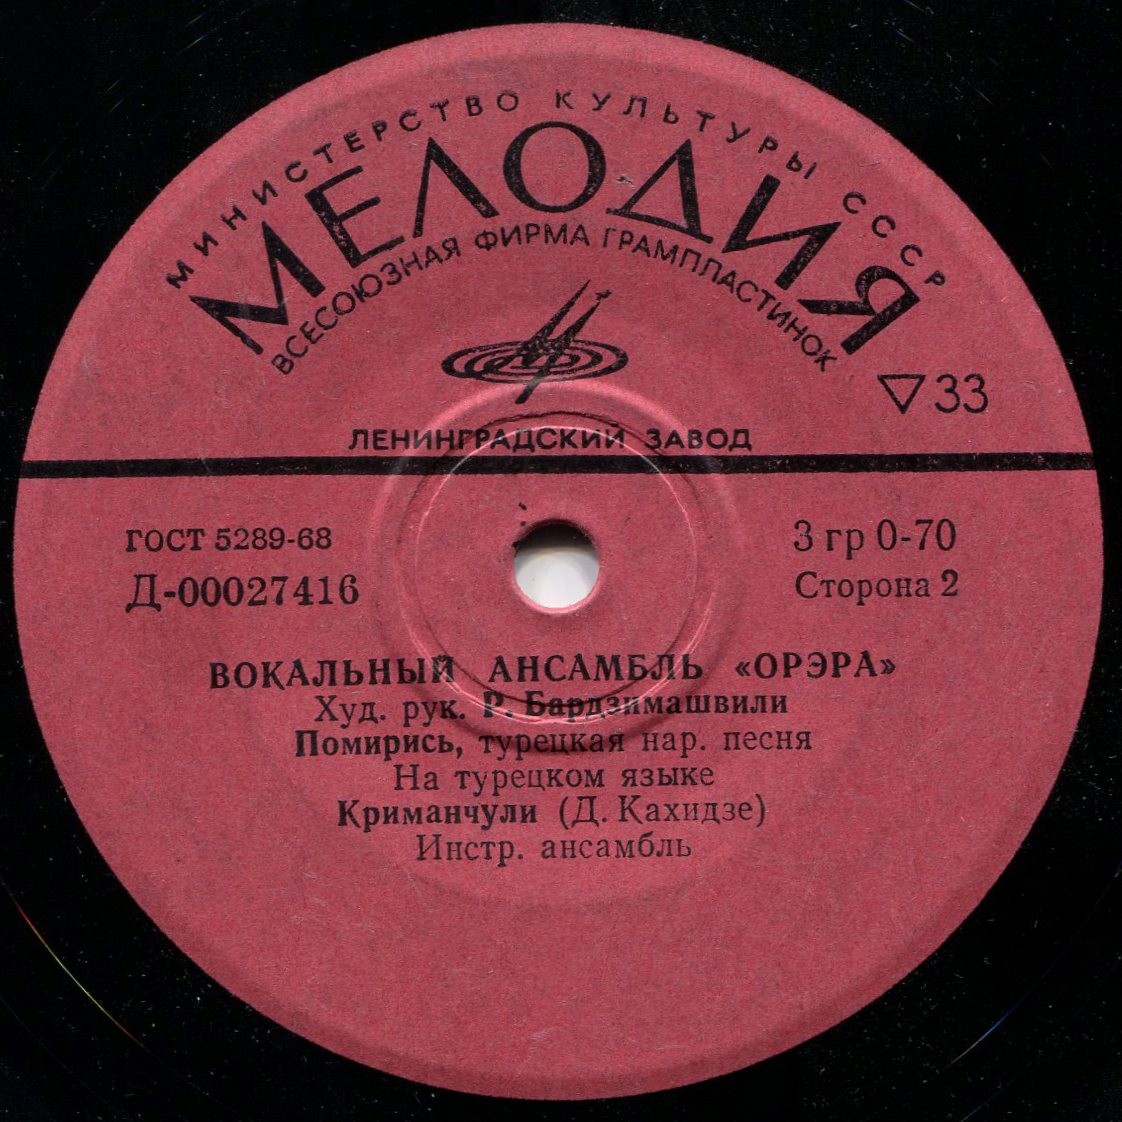 МИНИСТЕРСТВО КУЛЬТУРЫ СССР
МЕЛОДИЯ
ВСЕСОЮЗНАЯ ФИРМА ГРАМПЛАСТИНОК
33
ЛЕНИНГРАДСКИЙ ЗАВОД
ГОСТ 5289-68
3 гр 0-70
Д-00027416
Сторона 2
ВОКАЛЬНЫЙ АНСАМБЛЬ «ОРЭРА»
Худ. рук. Р. Бардзимашвили
Помирись, турецкая нар. песня
На турецком языке
Криманчули (Д. Кахидзе)
Инстр. ансамбль